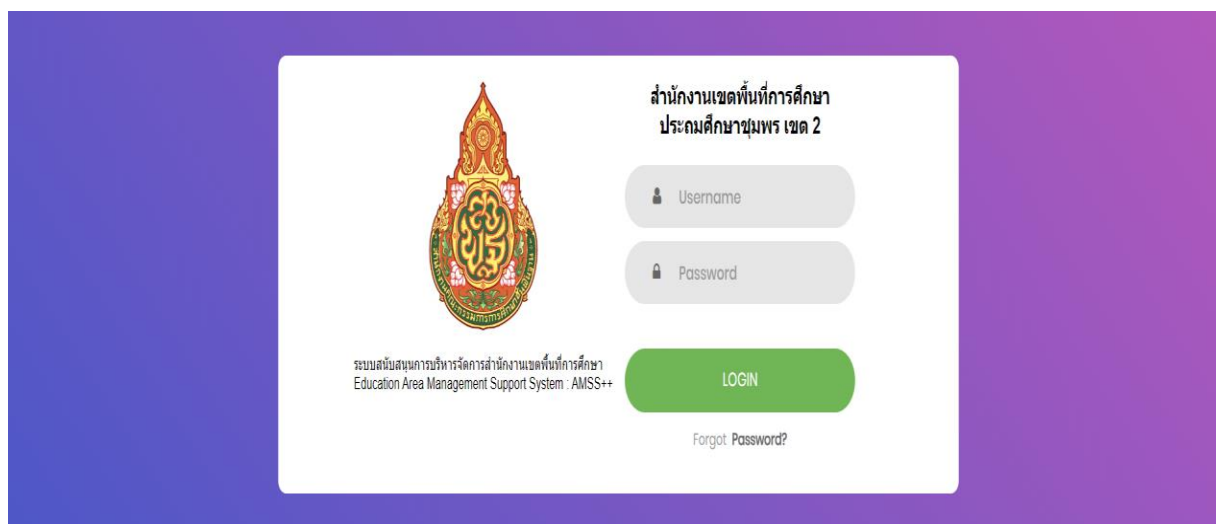 สำนักงานเขตพื้นที่การศึกษา
ประถมศึกษาชุมพร เขต 2
Username
Password
ระบบสนับสนุนการบริหารจัดการสำนักงานเขตพื้นที่การศึกษา
Education Area Management Support System : AMSS++
LOGIN
Forgot Password?